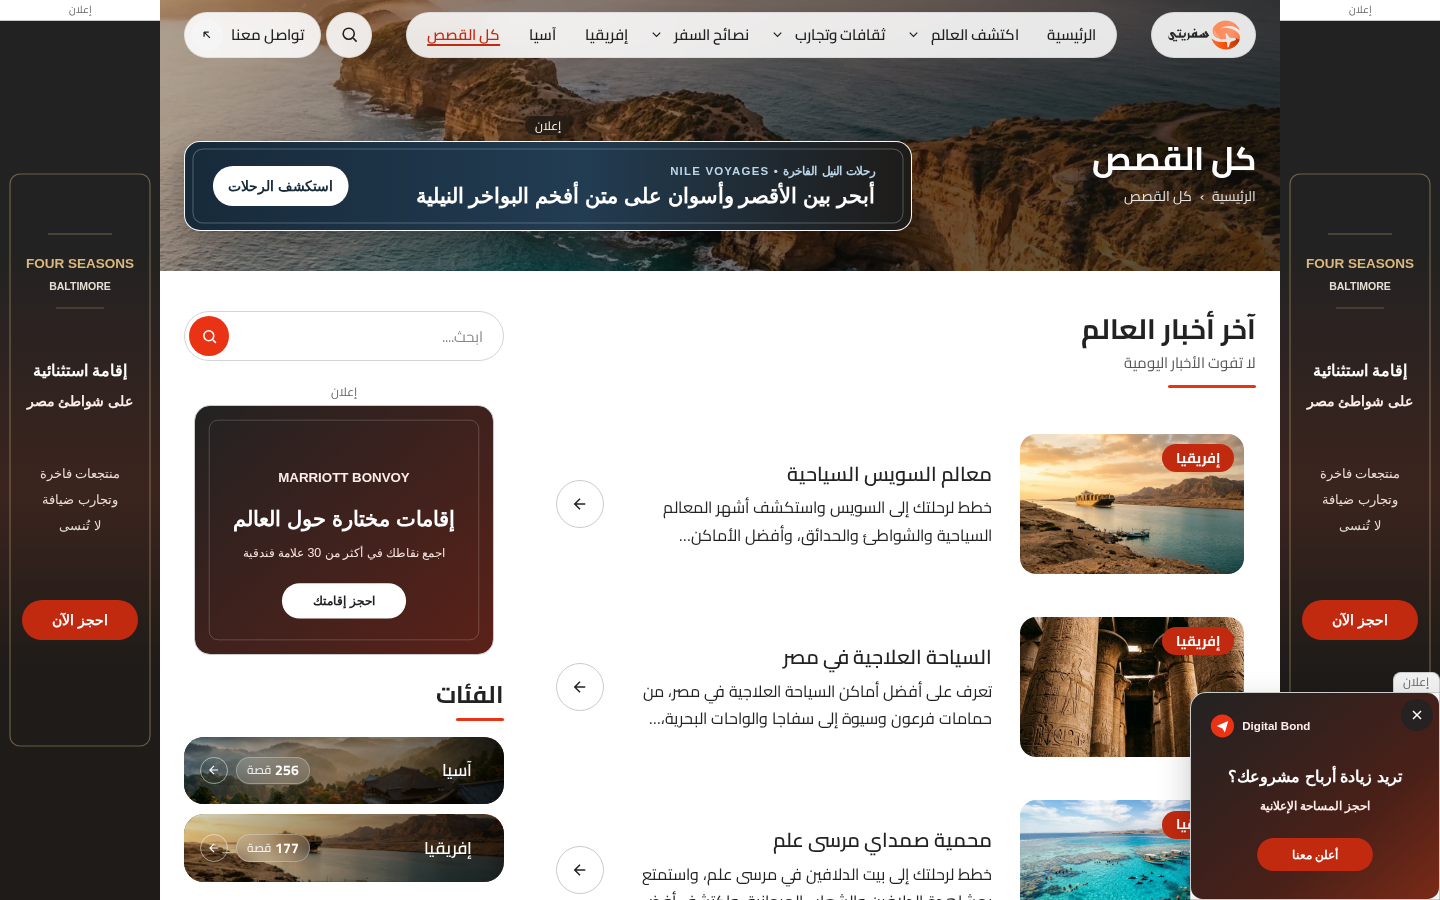 سفريتي
الرئيسية
اكتشف العالم
ثقافات وتجارب
نصائح السفر
إفريقيا
آسيا
كل القصص
تواصل معنا
إعلان
إعلان
إعلان
كل القصص
الرئيسية › كل القصص
رحلات النيل الفاخرة • NILE VOYAGES
أبحر بين الأقصر وأسوان على متن أفخم البواخر النيلية
استكشف الرحلات
FOUR SEASONS
BALTIMORE
إقامة استثنائية
على شواطئ مصر
منتجعات فاخرة
وتجارب ضيافة
لا تُنسى
احجز الآن
آخر أخبار العالم
لا تفوت الأخبار اليومية
إفريقيا
معالم السويس السياحية
خطط لرحلتك إلى السويس واستكشف أشهر المعالم
السياحية والشواطئ والحدائق، وأفضل الأماكن...
إفريقيا
السياحة العلاجية في مصر
تعرف على أفضل أماكن السياحة العلاجية في مصر، من
حمامات فرعون وسيوة إلى سفاجا والواحات البحرية،...
محمية صمداي مرسى علم
خطط لرحلتك إلى بيت الدلافين في مرسى علم، واستمتع
ابحث....
إعلان
MARRIOTT BONVOY
إقامات مختارة حول العالم
اجمع نقاطك في أكثر من 30 علامة فندقية
احجز إقامتك
الفئات
آسيا
256 قصة
إفريقيا
177 قصة
FOUR SEASONS
BALTIMORE
إقامة استثنائية
على شواطئ مصر
منتجعات فاخرة
وتجارب ضيافة
لا تُنسى
احجز الآن
إعلان
Digital Bond
تريد زيادة أرباح مشروعك؟
احجز المساحة الإعلانية
أعلن معنا